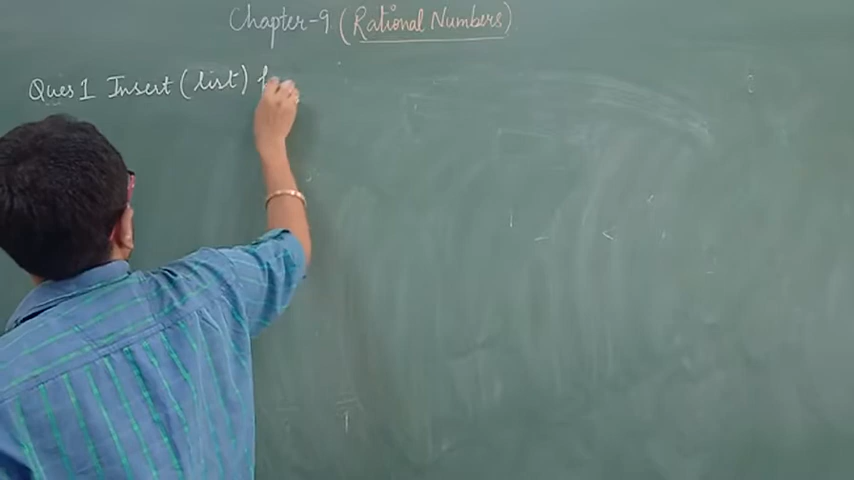 Chapter-9 (Rational Numbers)
Ques 1 Insert (list)